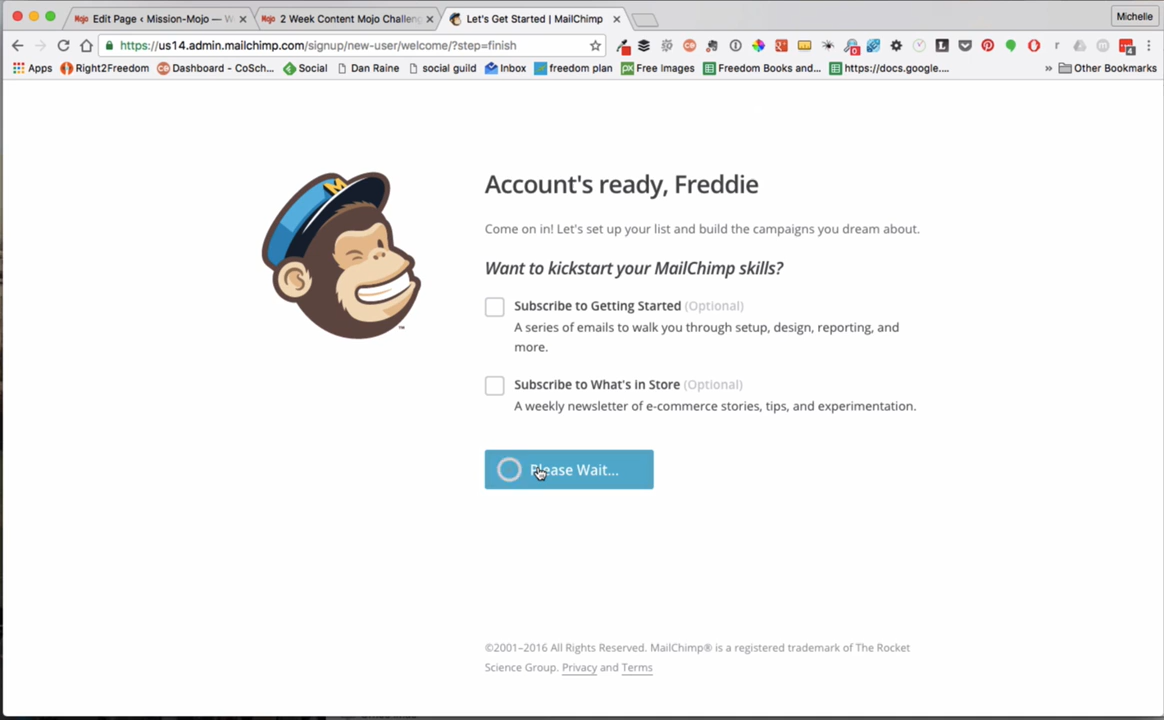 Edit Page ‹ Mission-Mojo — W
2 Week Content Mojo Challeng
Let's Get Started | MailChimp
Michelle
https://us14.admin.mailchimp.com/signup/new-user/welcome/?step=finish
Apps
Right2Freedom
Dashboard - CoSch...
Social
Dan Raine
social guild
Inbox
freedom plan
Free Images
Freedom Books and...
https://docs.google....
» Other Bookmarks
Account's ready, Freddie
Come on in! Let's set up your list and build the campaigns you dream about.
Want to kickstart your MailChimp skills?
Subscribe to Getting Started (Optional)
A series of emails to walk you through setup, design, reporting, and
more.
Subscribe to What's in Store (Optional)
A weekly newsletter of e-commerce stories, tips, and experimentation.
Please Wait...
©2001–2016 All Rights Reserved. MailChimp® is a registered trademark of The Rocket
Science Group. Privacy and Terms